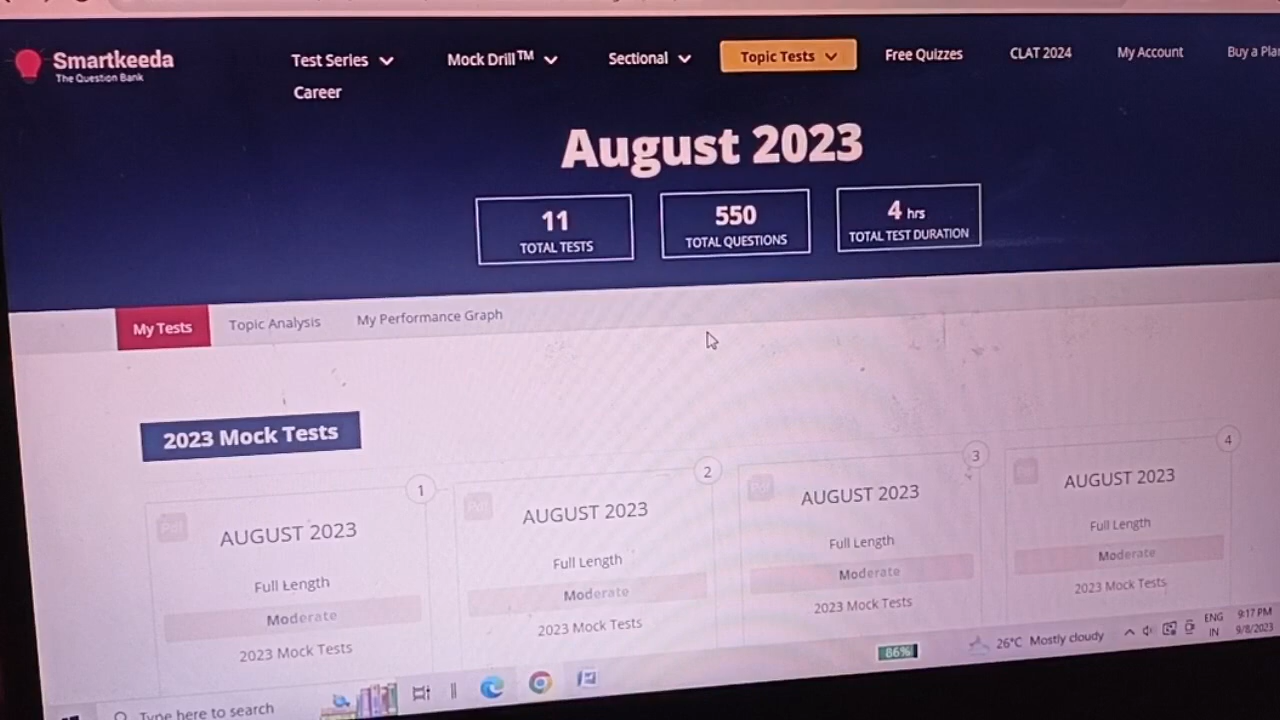 Smartkeeda
The Question Bank
Test Series
Mock Drill™
Sectional
Topic Tests
Free Quizzes
CLAT 2024
My Account
Buy a
Career
August 2023
11
TOTAL TESTS
550
TOTAL QUESTIONS
4 hrs
TOTAL TEST DURATION
My Tests
Topic Analysis
My Performance Graph
2023 Mock Tests
1
Pdf
AUGUST 2023
Full Length
Moderate
2023 Mock Tests
2
Pdf
AUGUST 2023
Full Length
Moderate
2023 Mock Tests
3
Pdf
AUGUST 2023
Full Length
Moderate
2023 Mock Tests
4
Pdf
AUGUST 2023
Full Length
Moderate
2023 Mock Tests
Type here to search
86%
26°C Mostly cloudy
ENG
IN
9:17 PM
9/8/2023